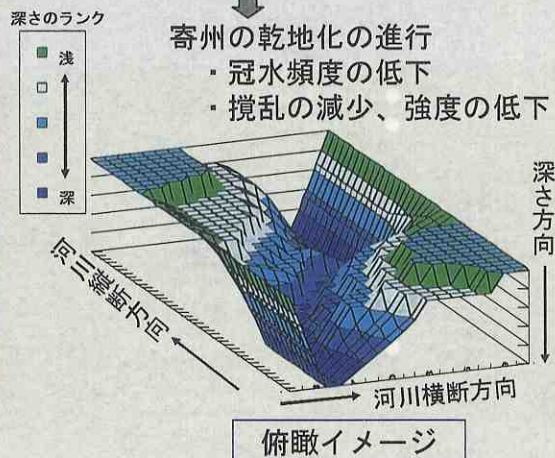 寄州の乾地化の進行
・冠水頻度の低下
・攪乱の減少、強度の低下
深さのランク
浅
深
深さ方向
河川縦断方向
河川横断方向
俯瞰イメージ